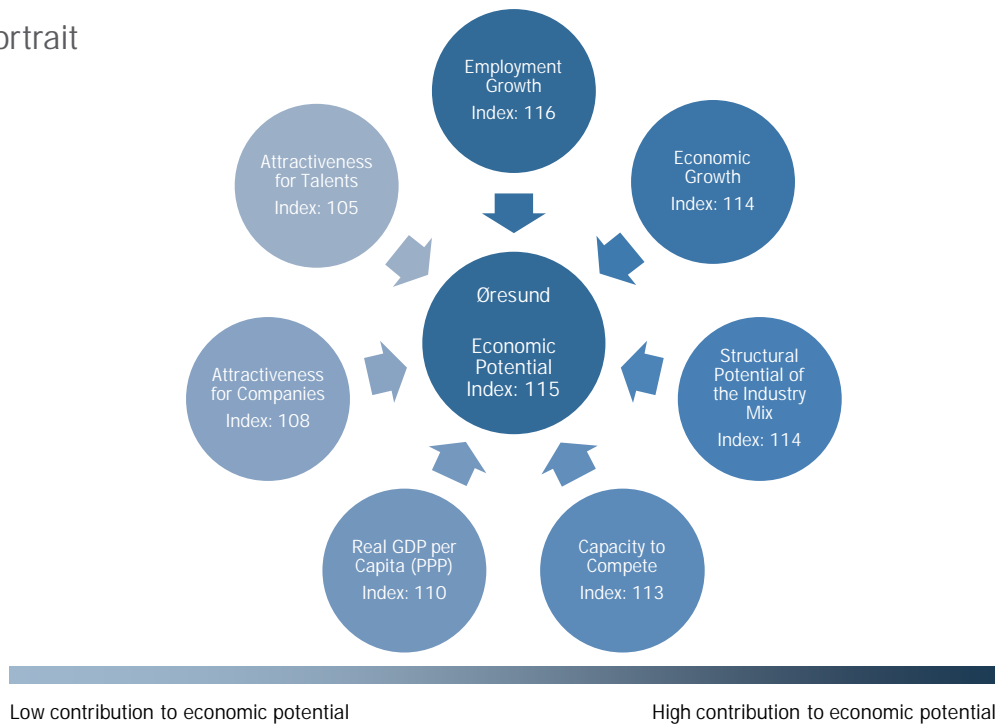 ortrait
Employment
Growth
Index: 116
Economic
Growth
Index: 114
Structural
Potential of
the Industry
Mix
Index: 114
Capacity to
Compete
Index: 113
Real GDP per
Capita (PPP)
Index: 110
Attractiveness
for Companies
Index: 108
Attractiveness
for Talents
Index: 105
Øresund
Economic
Potential
Index: 115
Low contribution to economic potential
High contribution to economic potential